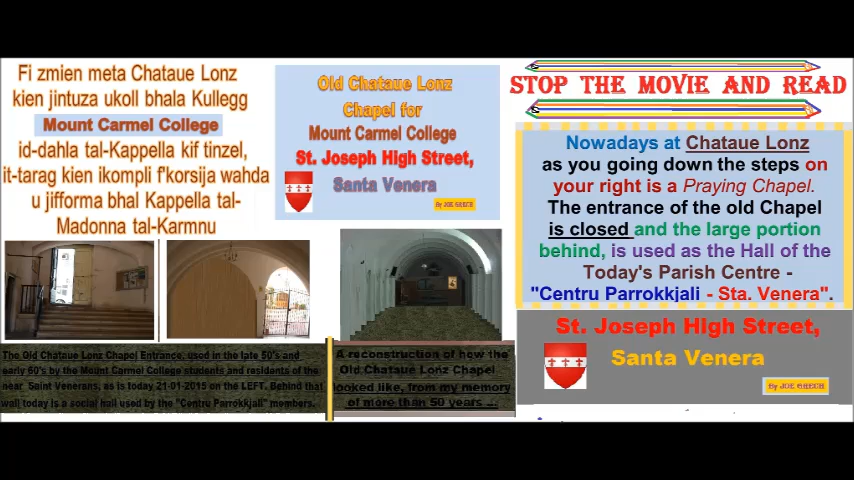 Fi zmien meta Chataue Lonz
kien jintuza ukoll bhala Kullegg
Mount Carmel College
id-dahla tal-Kappella kif tinzel,
it-tarag kien ikompli f'korsija wahda
u jifforma bhal Kappella tal-
Madonna tal-Karmnu
The Old Chataue Lonz Chapel Entrance, used in the late 50's and
early 60's by the Mount Carmel College students and residents of the
near Saint Venerans, as is today 21-01-2015 on the LEFT. Behind that
wall today is a social hall used by the "Centru Parrokkjali" members.
Old Chataue Lonz
Chapel for
Mount Carmel College
St. Joseph High Street,
Santa Venera
By JOE GRECH
A reconstruction of how the
Old Chataue Lonz Chapel
looked like, from my memory
of more than 50 years ...
STOP THE MOVIE AND READ
Nowadays at Chataue Lonz
as you going down the steps on
your right is a Praying Chapel.
The entrance of the old Chapel
is closed and the large portion
behind, is used as the Hall of the
Today's Parish Centre -
"Centru Parrokkjali - Sta. Venera".
St. Joseph High Street,
Santa Venera
By JOE GRECH